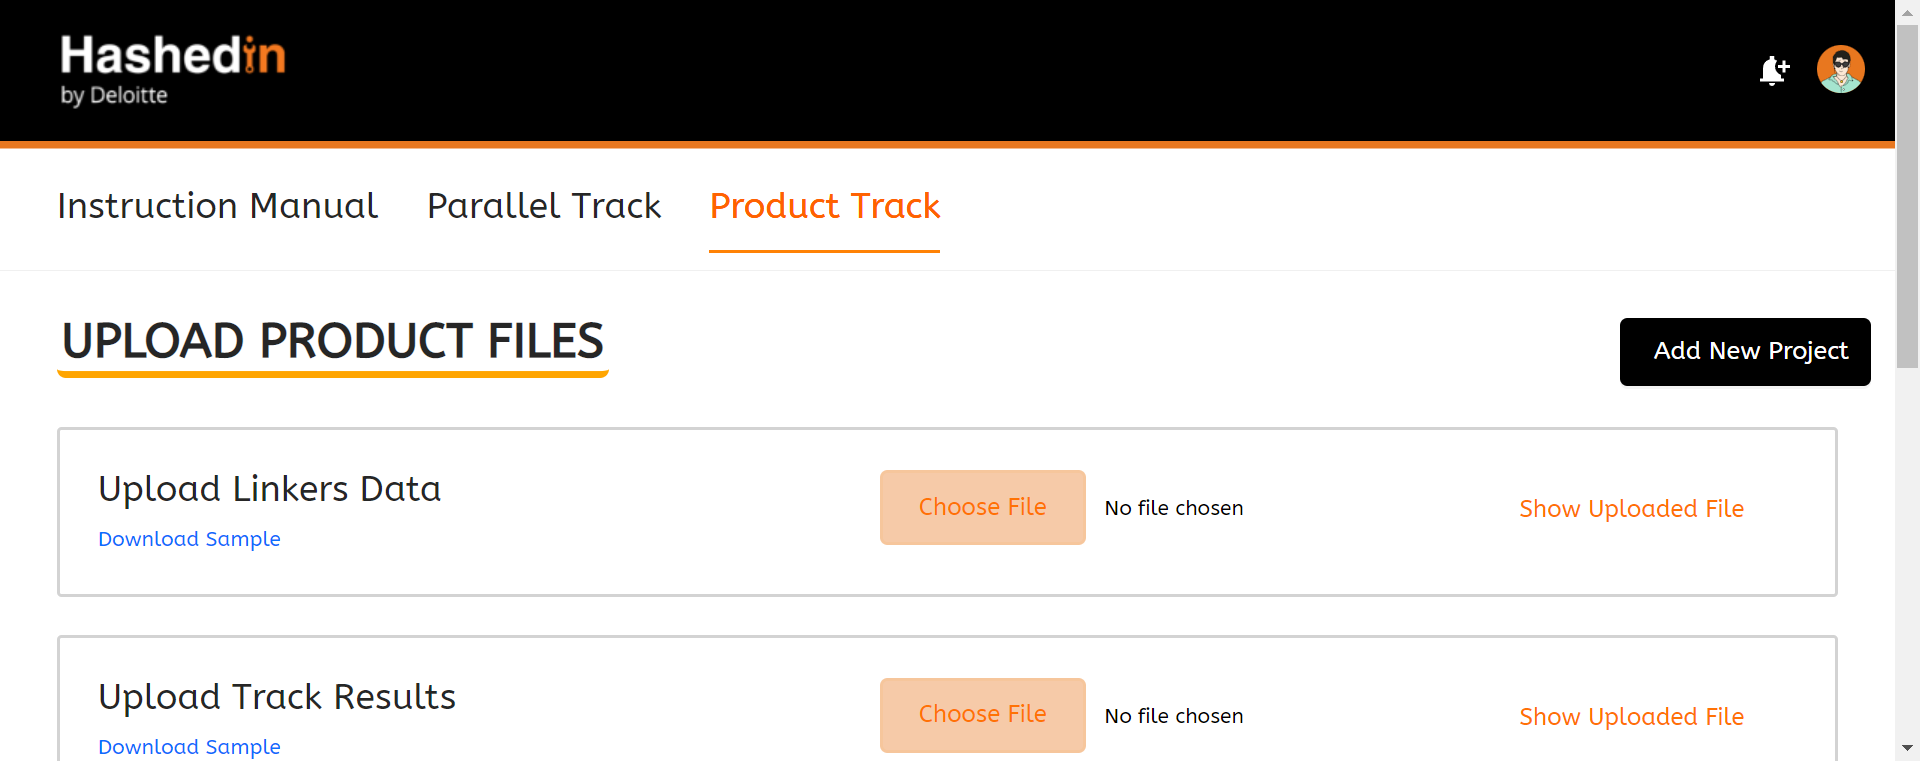 Hashedin
by Deloitte
Instruction Manual Parallel Track Product Track
UPLOAD PRODUCT FILES
Add New Project
Upload Linkers Data
Choose File No file chosen
Show Uploaded File
Download Sample
Upload Track Results
Choose File No file chosen
Show Uploaded File
Download Sample